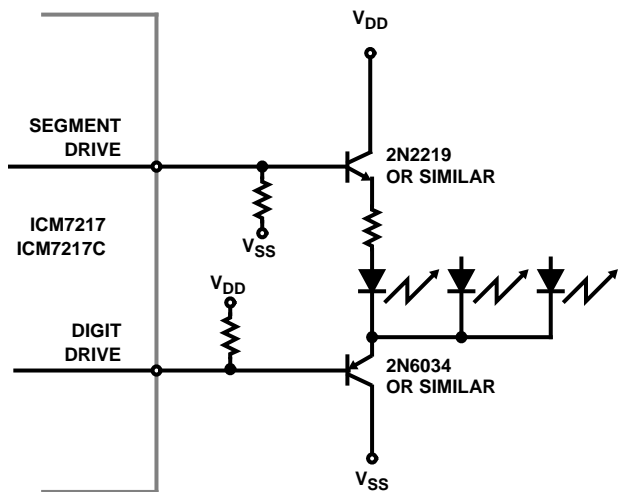 VDD
SEGMENT
DRIVE
2N2219
OR SIMILAR
ICM7217
ICM7217C
VSS
VDD
DIGIT
DRIVE
2N6034
OR SIMILAR
VSS